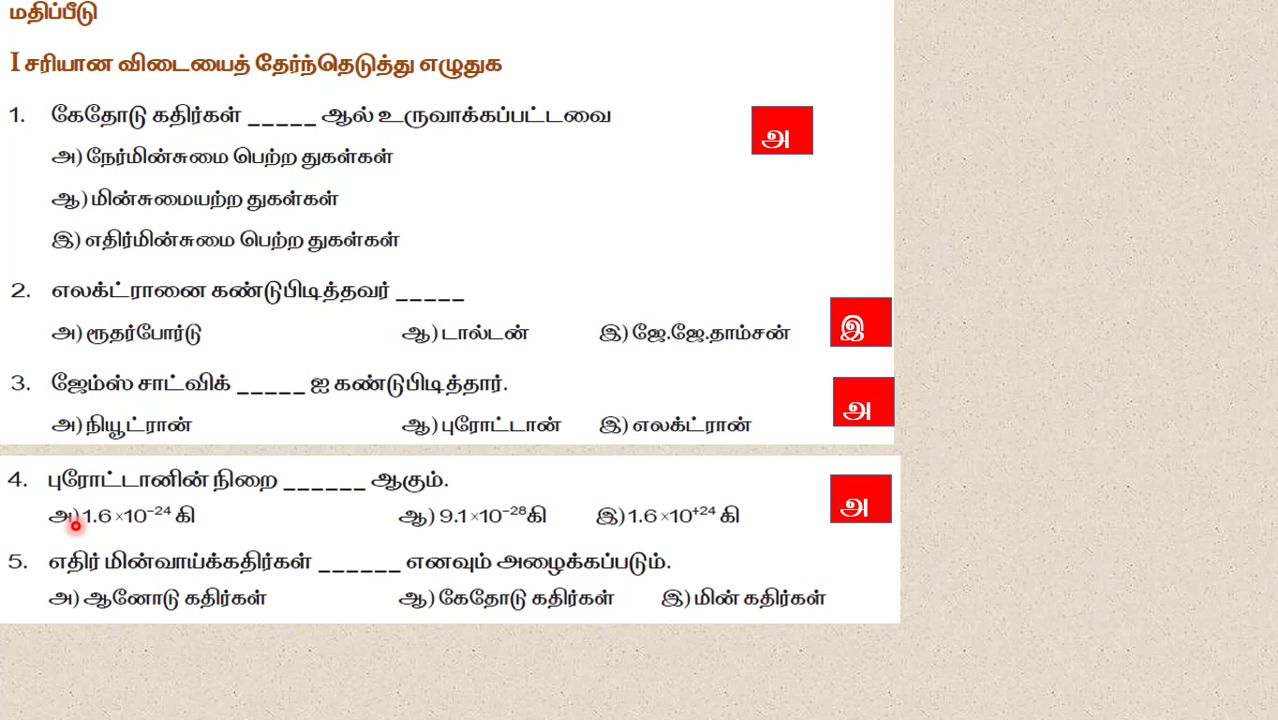 மதிப்பீடு
I சரியான விடையைத் தேர்ந்தெடுத்து எழுதுக
1. கேதோடு கதிர்கள் _____ ஆல் உருவாக்கப்பட்டவை
அ
அ) நேர்மின்சுமை பெற்ற துகள்கள்
ஆ) மின்சுமையற்ற துகள்கள்
இ) எதிர்மின்சுமை பெற்ற துகள்கள்
2. எலக்ட்ரானை கண்டுபிடித்தவர் _____
அ) ரூதர்போர்டு ஆ) டால்டன் இ) ஜே.ஜே.தாம்சன் இ
3. ஜேம்ஸ் சாட்விக் _____ ஐ கண்டுபிடித்தார்.
அ
அ) நியூட்ரான் ஆ) புரோட்டான் இ) எலக்ட்ரான்
4. புரோட்டானின் நிறை ______ ஆகும்.
அ
அ) 1.6×10⁻²⁴ கி ஆ) 9.1×10⁻²⁸கி இ) 1.6×10⁺²⁴ கி
5. எதிர் மின்வாய்க்கதிர்கள் ______ எனவும் அழைக்கப்படும்.
அ) ஆனோடு கதிர்கள் ஆ) கேதோடு கதிர்கள் இ) மின் கதிர்கள்